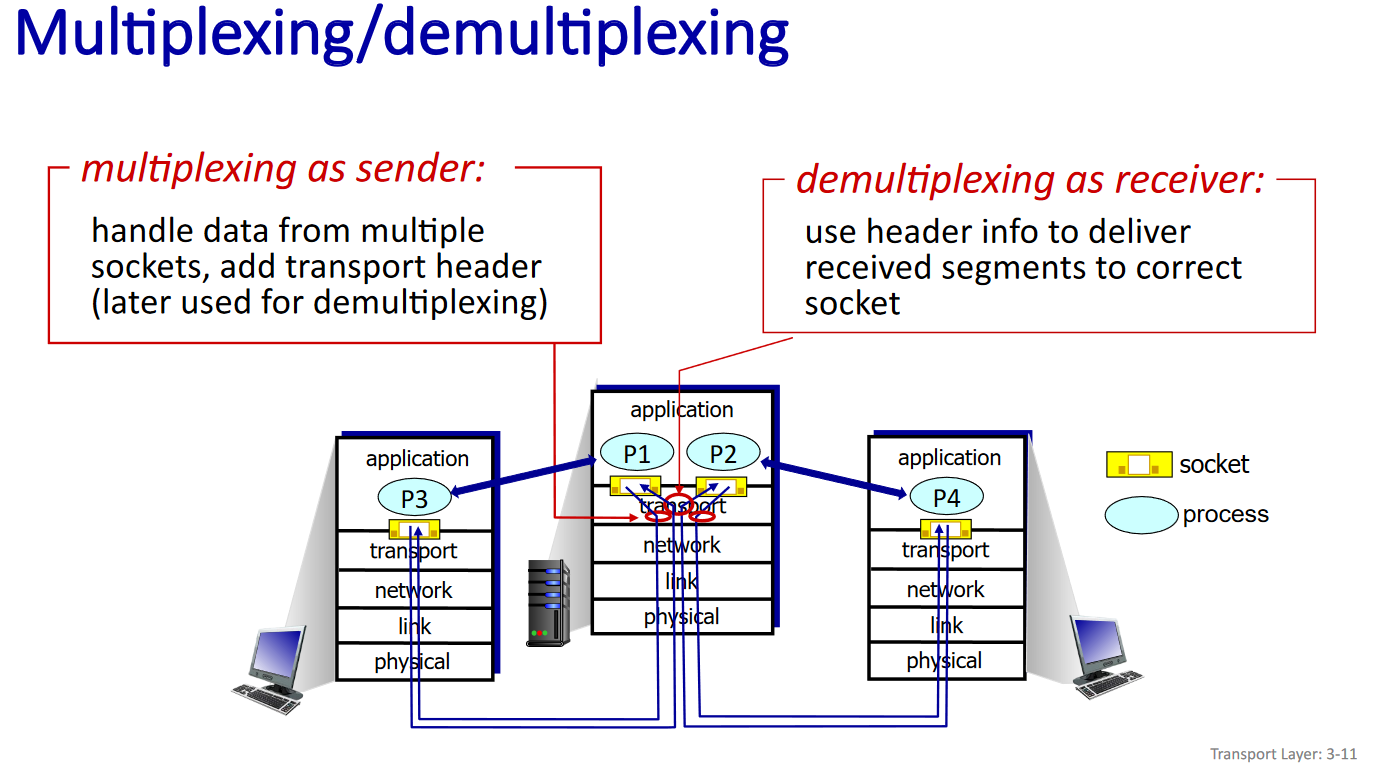 Multiplexing/demultiplexing
multiplexing as sender:
handle data from multiple
sockets, add transport header
(later used for demultiplexing)
demultiplexing as receiver:
use header info to deliver
received segments to correct
socket
application
P3
transport
network
link
physical
application
P1 P2
transport
network
link
physical
application
P4
transport
network
link
physical
socket
process
Transport Layer: 3-11